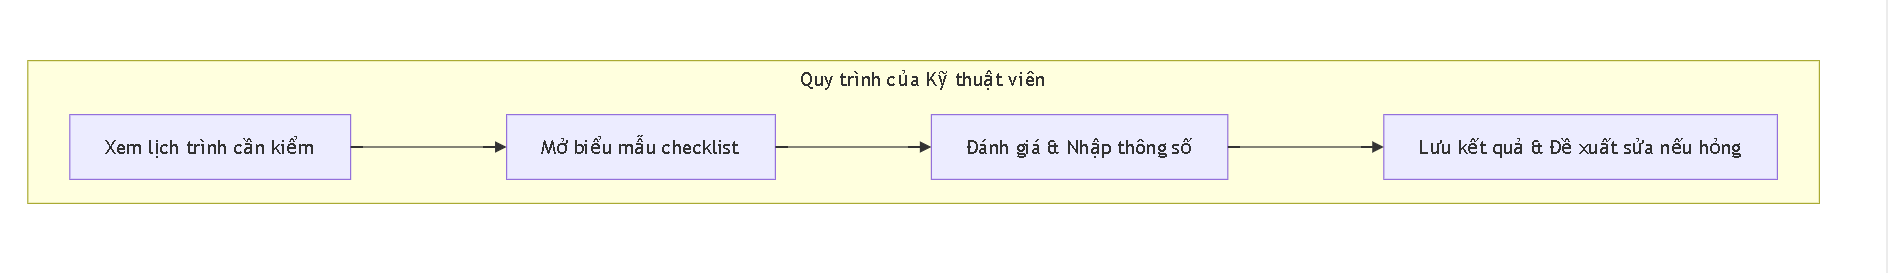 Quy trình của Kỹ thuật viên
Xem lịch trình cần kiểm
Mở biểu mẫu checklist
Đánh giá & Nhập thông số
Lưu kết quả & Đề xuất sửa nếu hỏng